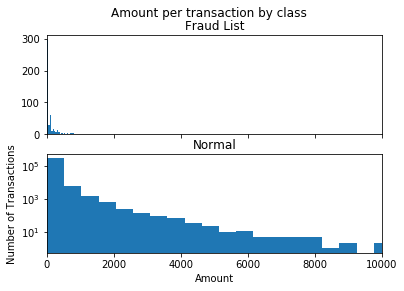 Amount per transaction by class
Fraud List
300
200
100
0
Normal
10^5
10^3
10^1
Number of Transactions
0 2000 4000 6000 8000 10000
Amount